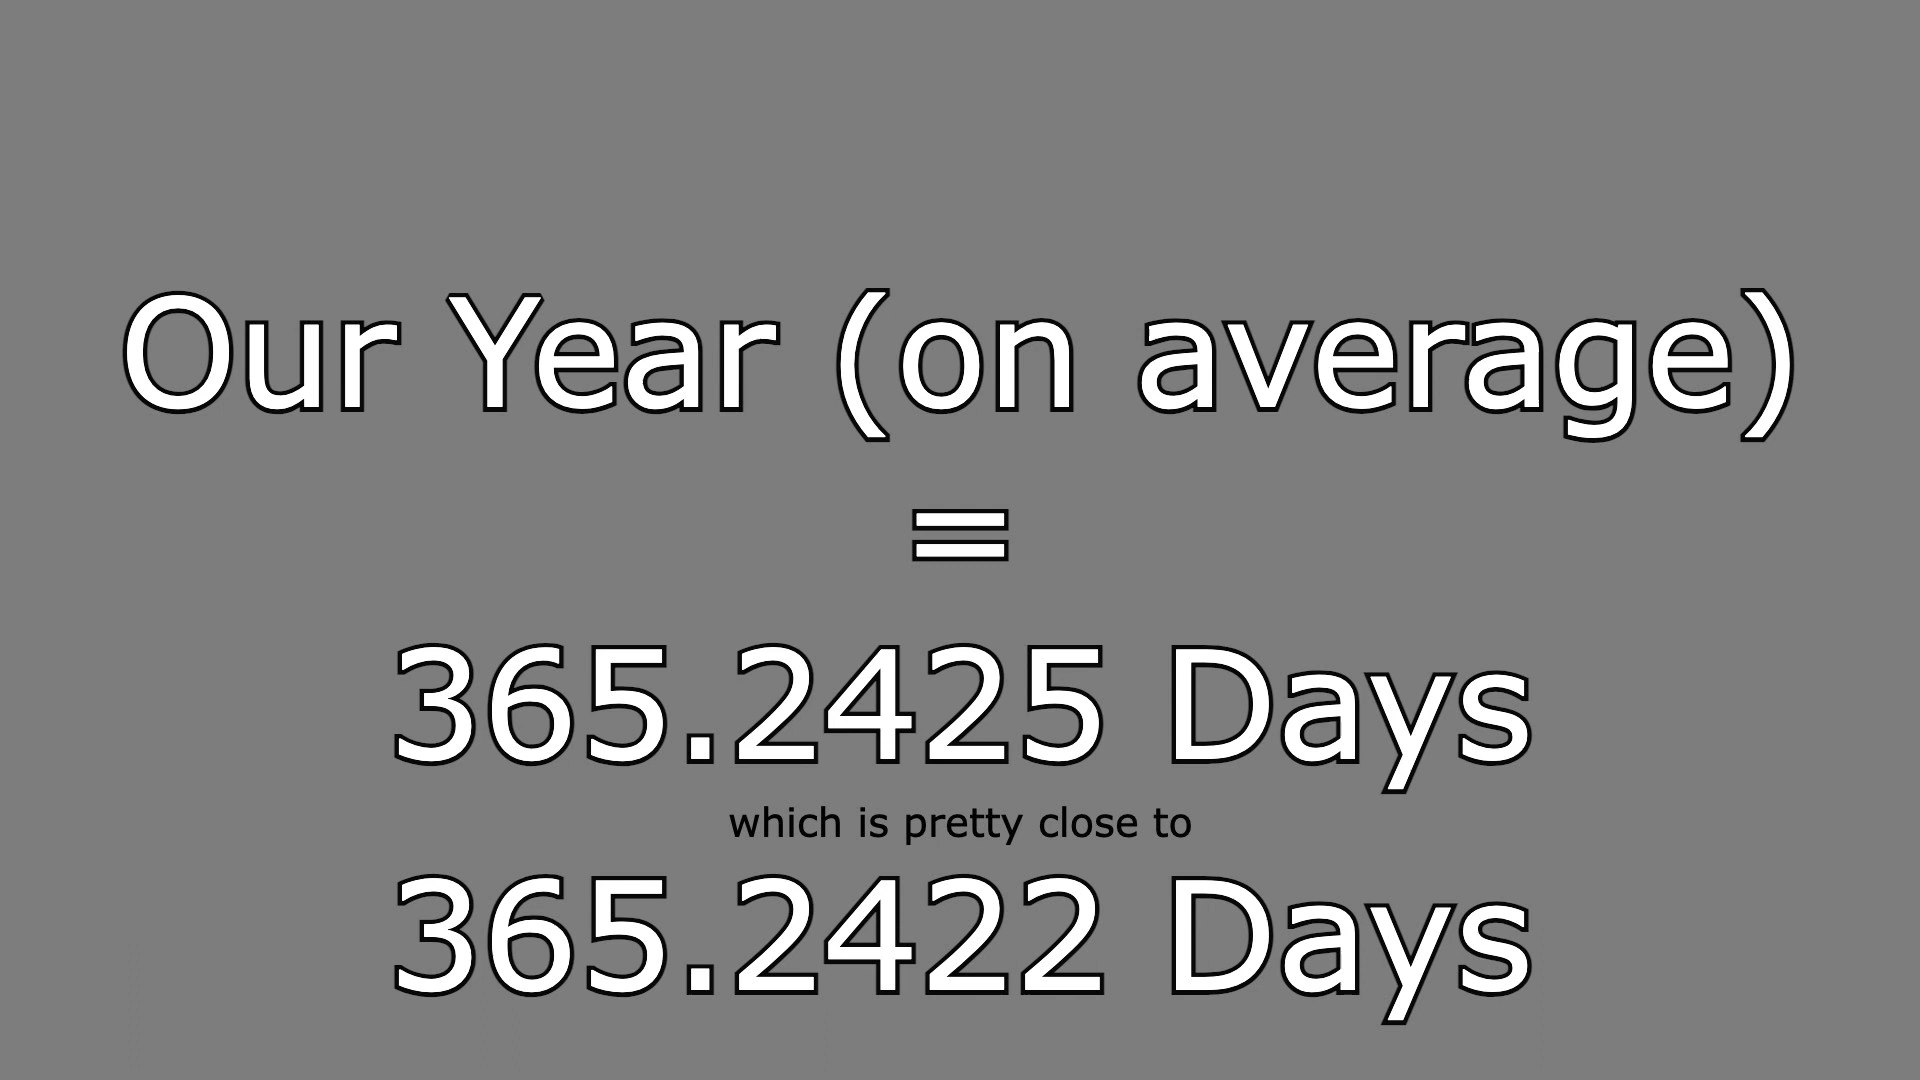 Our Year (on average)
=
365.2425 Days
which is pretty close to
365.2422 Days